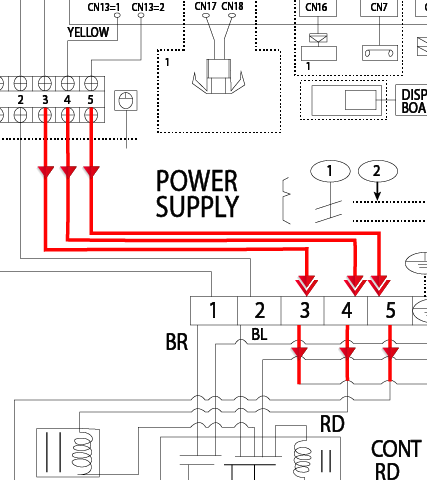 CN13=1 CN13=2 CN17 CN18 CN16 CN7
YELLOW
1
1
2 3 4 5
DISP
BOA
1 2
POWER
SUPPLY
1 2 3 4 5
BR BL
RD
CONT
RD